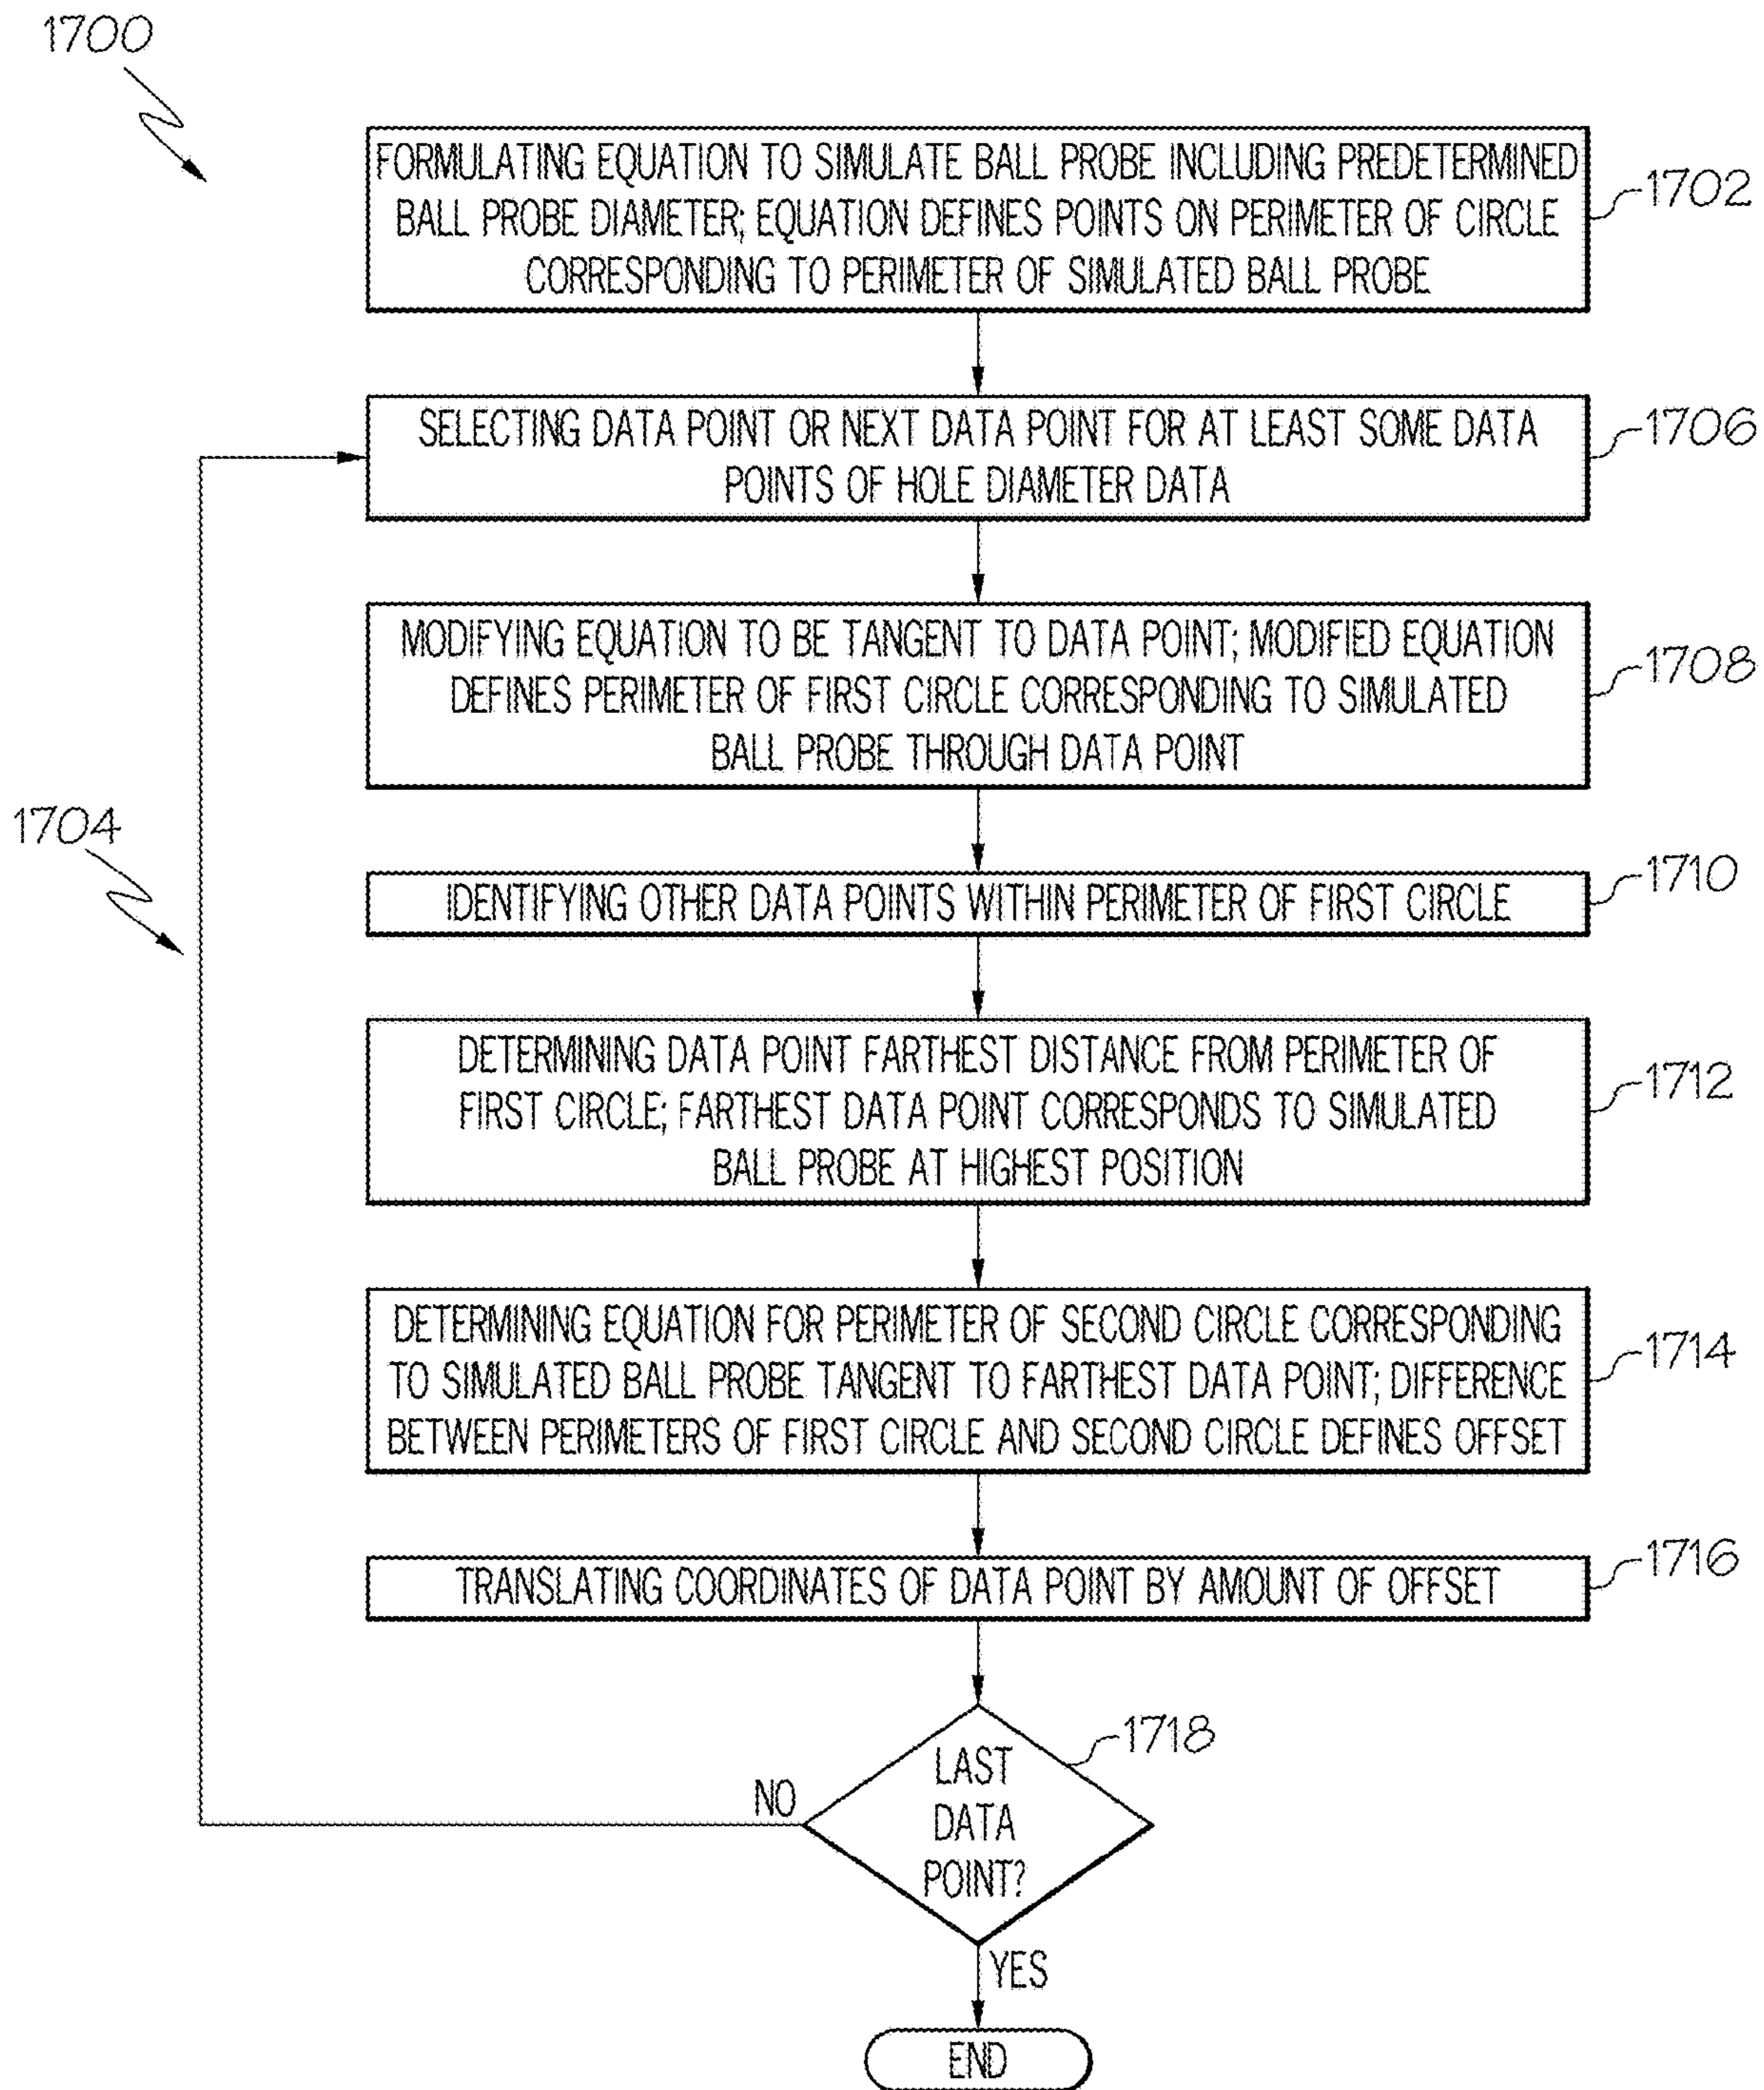 1700
FORMULATING EQUATION TO SIMULATE BALL PROBE INCLUDING PREDETERMINED
BALL PROBE DIAMETER; EQUATION DEFINES POINTS ON PERIMETER OF CIRCLE
CORRESPONDING TO PERIMETER OF SIMULATED BALL PROBE
1702
SELECTING DATA POINT OR NEXT DATA POINT FOR AT LEAST SOME DATA
POINTS OF HOLE DIAMETER DATA
1706
MODIFYING EQUATION TO BE TANGENT TO DATA POINT; MODIFIED EQUATION
DEFINES PERIMETER OF FIRST CIRCLE CORRESPONDING TO SIMULATED
BALL PROBE THROUGH DATA POINT
1708
1704
IDENTIFYING OTHER DATA POINTS WITHIN PERIMETER OF FIRST CIRCLE
1710
DETERMINING DATA POINT FARTHEST DISTANCE FROM PERIMETER OF
FIRST CIRCLE; FARTHEST DATA POINT CORRESPONDS TO SIMULATED
BALL PROBE AT HIGHEST POSITION
1712
DETERMINING EQUATION FOR PERIMETER OF SECOND CIRCLE CORRESPONDING
TO SIMULATED BALL PROBE TANGENT TO FARTHEST DATA POINT; DIFFERENCE
BETWEEN PERIMETERS OF FIRST CIRCLE AND SECOND CIRCLE DEFINES OFFSET
1714
TRANSLATING COORDINATES OF DATA POINT BY AMOUNT OF OFFSET
1716
1718
LAST
DATA
POINT?
NO
YES
END